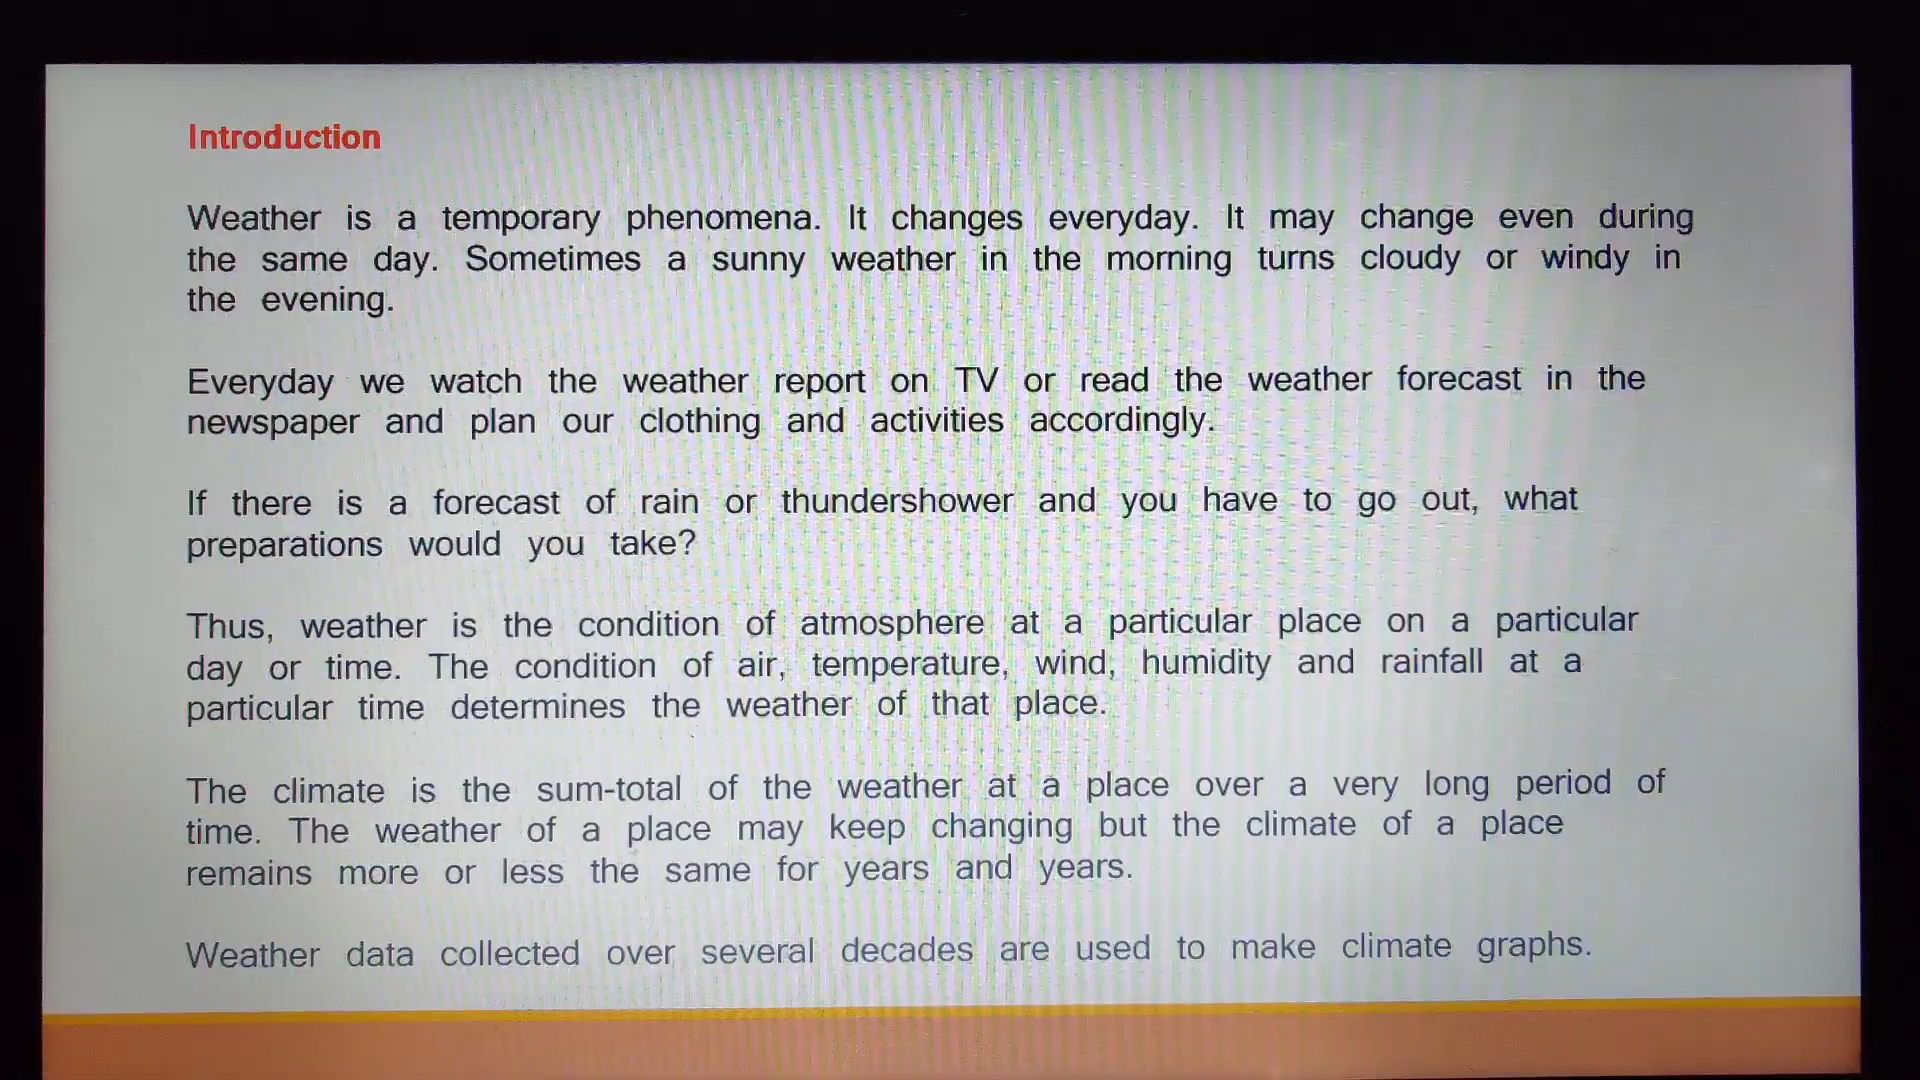 Introduction
Weather is a temporary phenomena. It changes everyday. It may change even during
the same day. Sometimes a sunny weather in the morning turns cloudy or windy in
the evening.
Everyday we watch the weather report on TV or read the weather forecast in the
newspaper and plan our clothing and activities accordingly.
If there is a forecast of rain or thundershower and you have to go out, what
preparations would you take?
Thus, weather is the condition of atmosphere at a particular place on a particular
day or time. The condition of air, temperature, wind, humidity and rainfall at a
particular time determines the weather of that place.
The climate is the sum-total of the weather at a place over a very long period of
time. The weather of a place may keep changing but the climate of a place
remains more or less the same for years and years.
Weather data collected over several decades are used to make climate graphs.